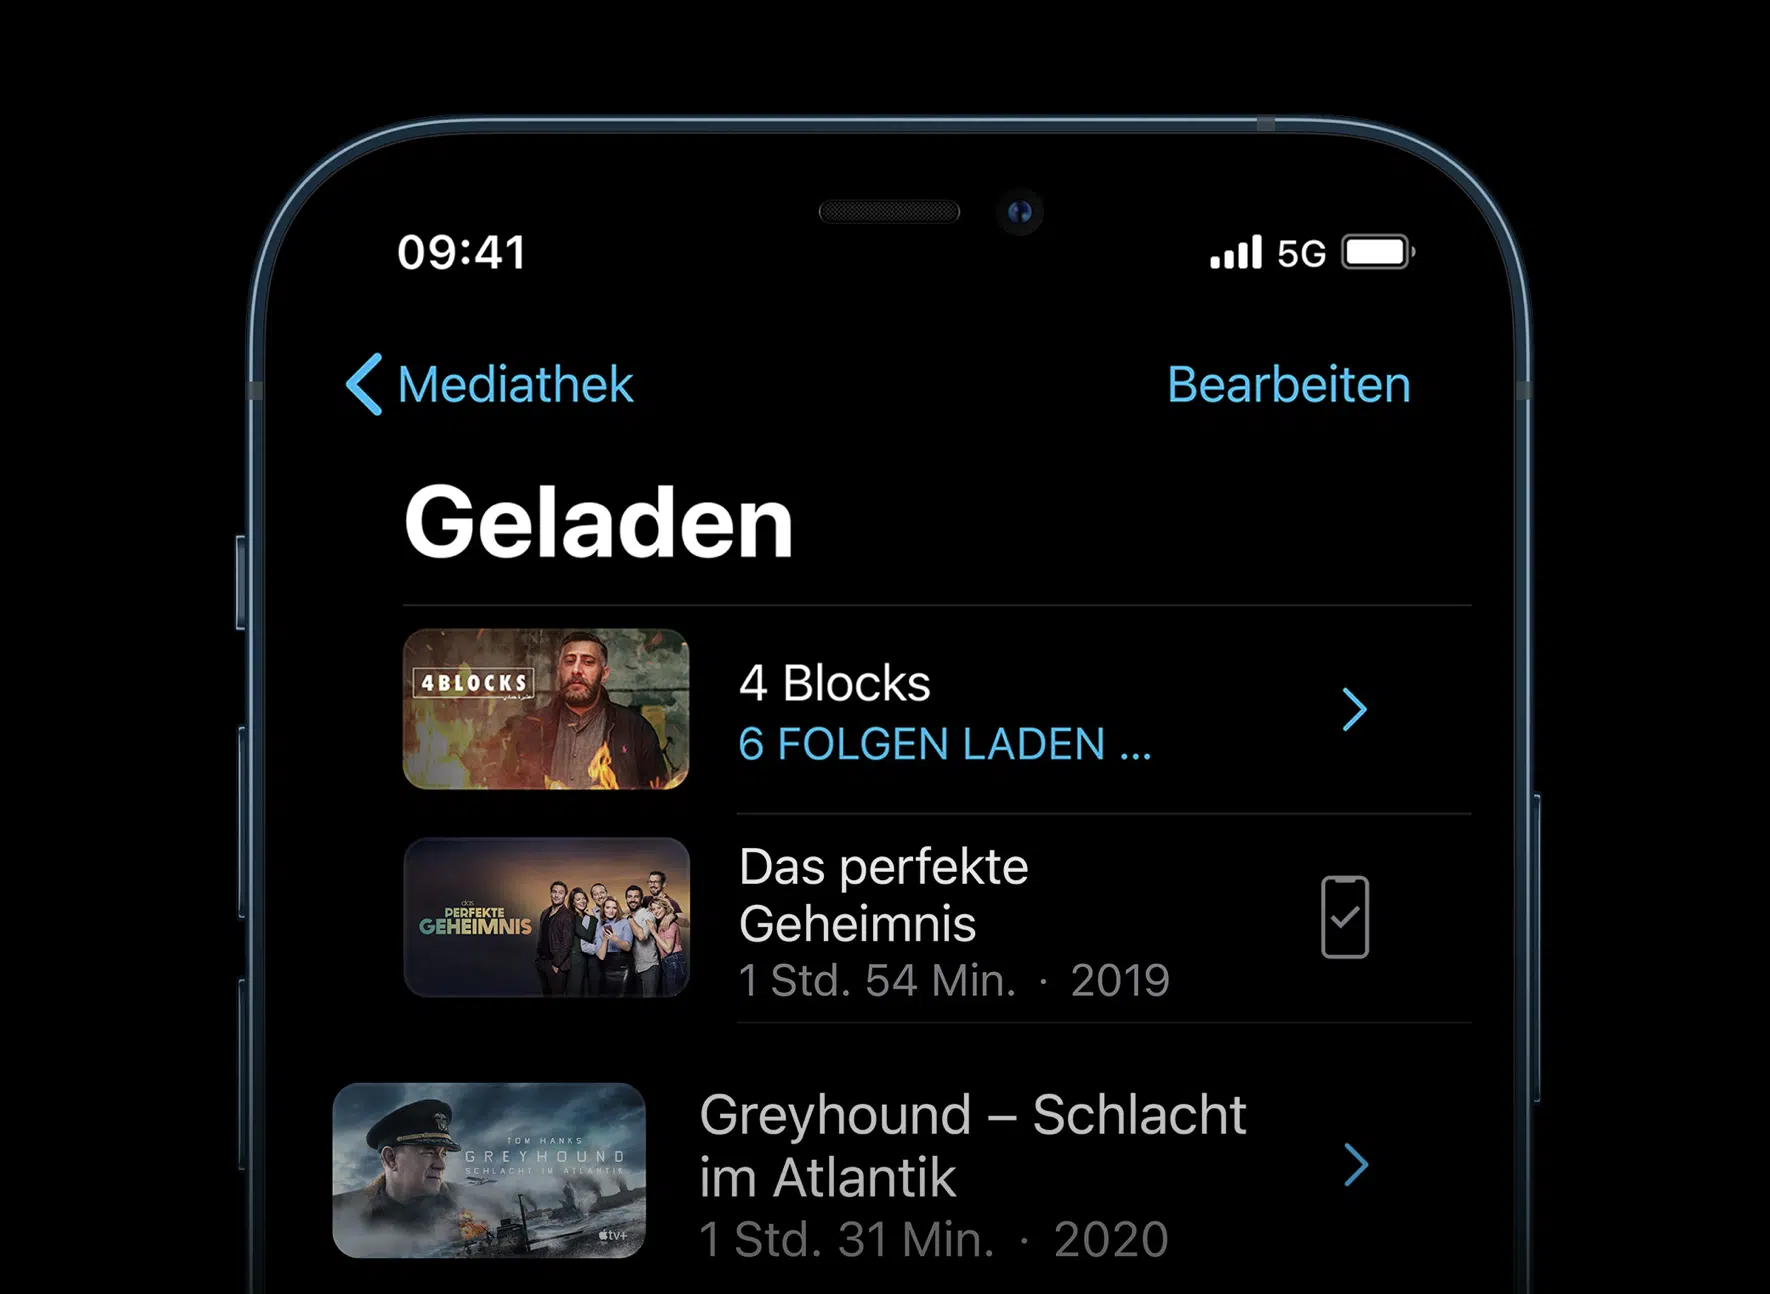 09:41
5G
Mediathek
Bearbeiten
Geladen
4BLOCKS
4 Blocks
6 FOLGEN LADEN ...
das
PERFEKTE
GEHEIMNIS
Das perfekte
Geheimnis
1 Std. 54 Min. · 2019
TOM HANKS
GREYHOUND
SCHLACHT IM ATLANTIK
tv+
Greyhound – Schlacht
im Atlantik
1 Std. 31 Min. · 2020